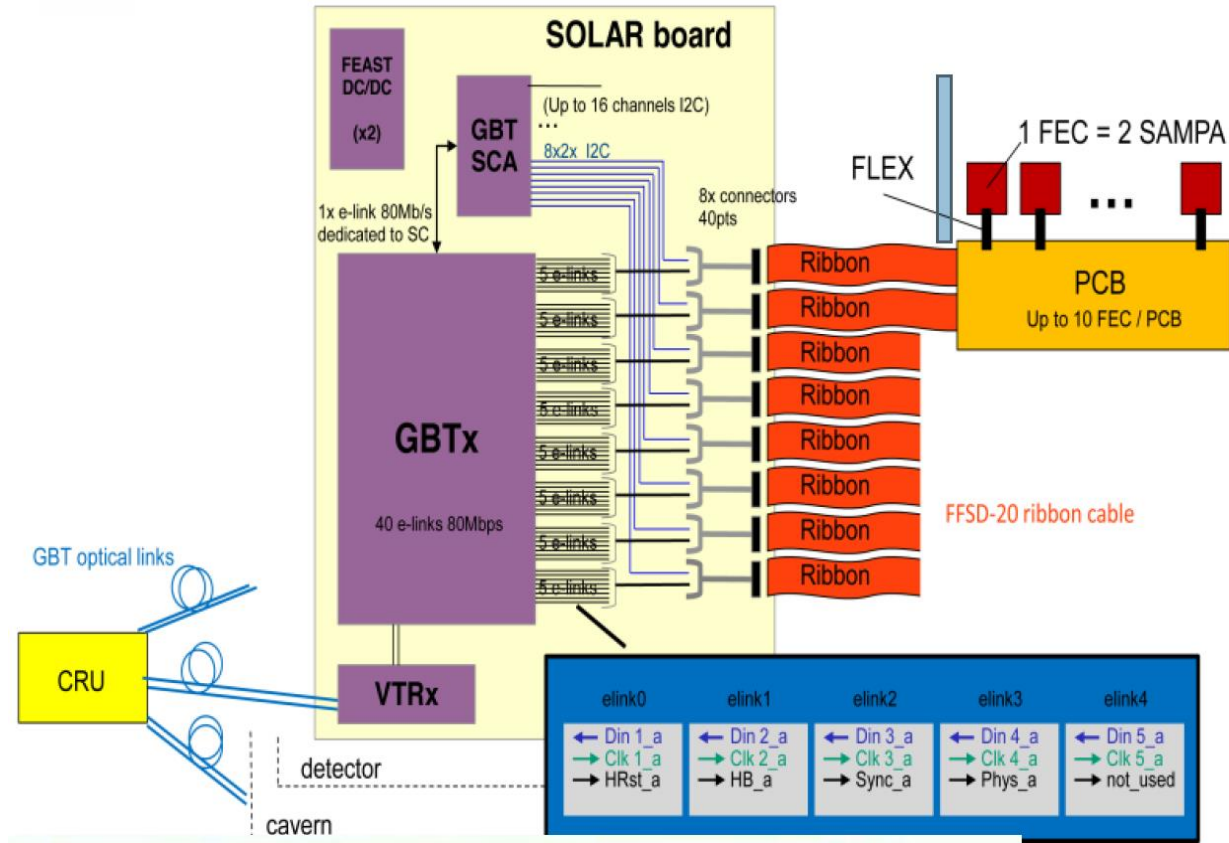 SOLAR board
FEAST
DC/DC
(x2)
GBT
SCA
(Up to 16 channels I2C)
...
8x2x I2C
1x e-link 80Mb/s
dedicated to SC
8x connectors
40pts
1 FEC = 2 SAMPA
FLEX
...
PCB
Up to 10 FEC / PCB
5 e-links
5 e-links
5 e-links
5 e-links
5 e-links
5 e-links
5 e-links
5 e-links
Ribbon
Ribbon
Ribbon
Ribbon
Ribbon
Ribbon
Ribbon
Ribbon
GBTx
40 e-links 80Mbps
FFSD-20 ribbon cable
GBT optical links
CRU
VTRx
detector
cavern
elink0
Din 1_a
Clk 1_a
HRst_a
elink1
Din 2_a
Clk 2_a
HB_a
elink2
Din 3_a
Clk 3_a
Sync_a
elink3
Din 4_a
Clk 4_a
Phys_a
elink4
Din 5_a
Clk 5_a
not_used